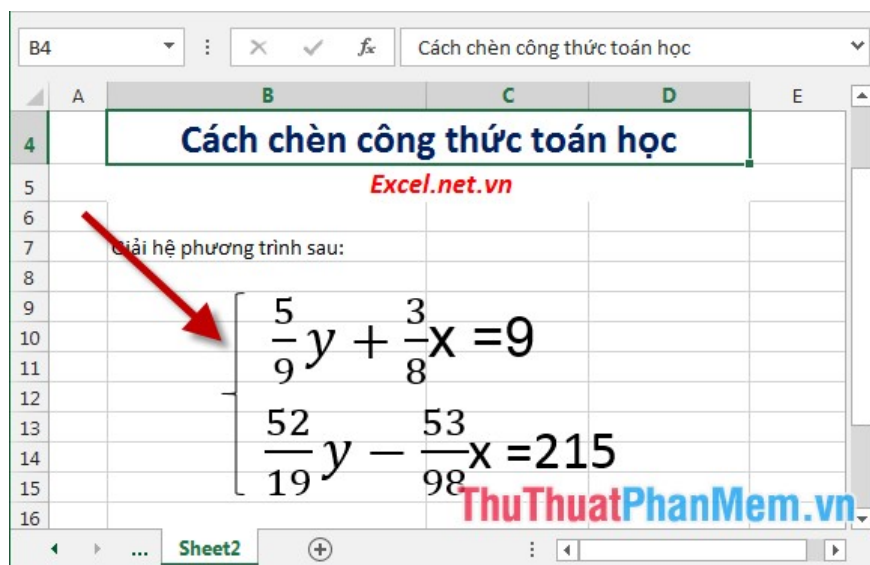 B4 fx Cách chèn công thức toán học
A B C D E
4 Cách chèn công thức toán học
5 Excel.net.vn
6
7 Giải hệ phương trình sau:
8
9
10 5/9 y + 3/8 x =9
11
12
13
14 52/19 y − 53/98 x =215
15
ThuThuatPhanMem.vn
16
... Sheet2